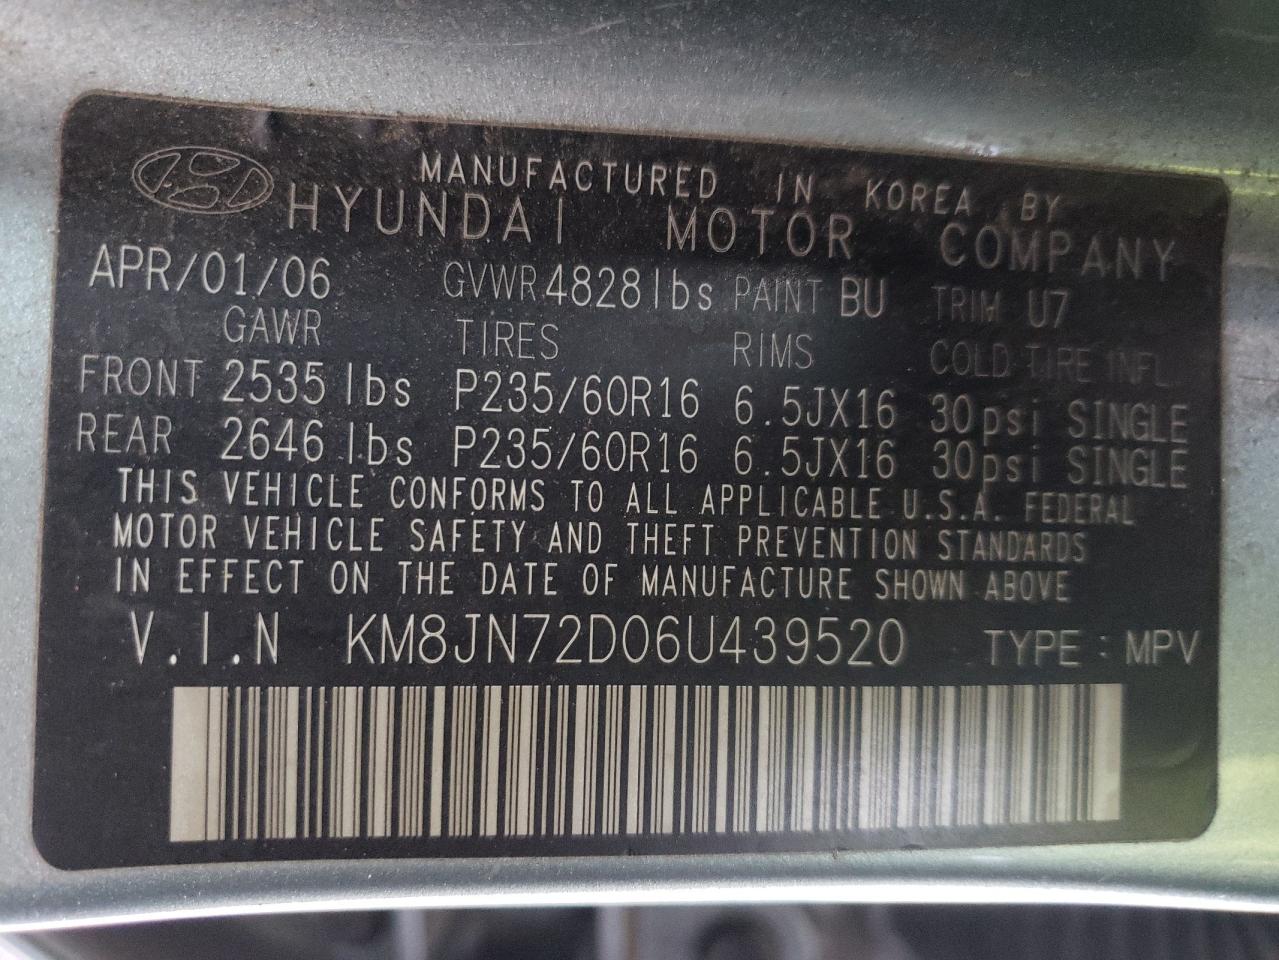 MANUFACTURED IN KOREA BY
HYUNDAI MOTOR COMPANY
APR/01/06 GVWR 4828 lbs PAINT BU TRIM U7
GAWR TIRES RIMS COLD TIRE INFL.
FRONT 2535 lbs P235/60R16 6.5JX16 30psi SINGLE
REAR 2646 lbs P235/60R16 6.5JX16 30psi SINGLE
THIS VEHICLE CONFORMS TO ALL APPLICABLE U.S.A. FEDERAL
MOTOR VEHICLE SAFETY AND THEFT PREVENTION STANDARDS
IN EFFECT ON THE DATE OF MANUFACTURE SHOWN ABOVE
V.I.N KM8JN72D06U439520 TYPE : MPV